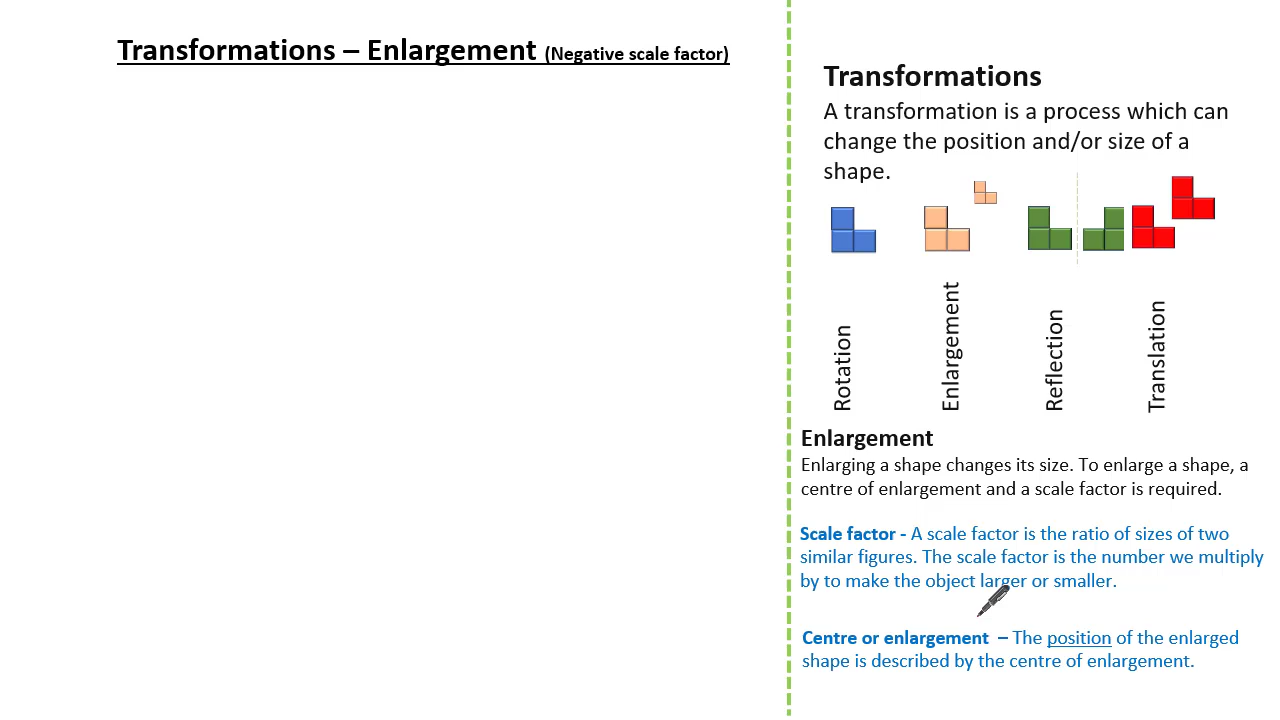 Transformations – Enlargement (Negative scale factor)
Transformations
A transformation is a process which can
change the position and/or size of a
shape.
Rotation
Enlargement
Reflection
Translation
Enlargement
Enlarging a shape changes its size. To enlarge a shape, a
centre of enlargement and a scale factor is required.
Scale factor - A scale factor is the ratio of sizes of two
similar figures. The scale factor is the number we multiply
by to make the object larger or smaller.
Centre or enlargement – The position of the enlarged
shape is described by the centre of enlargement.